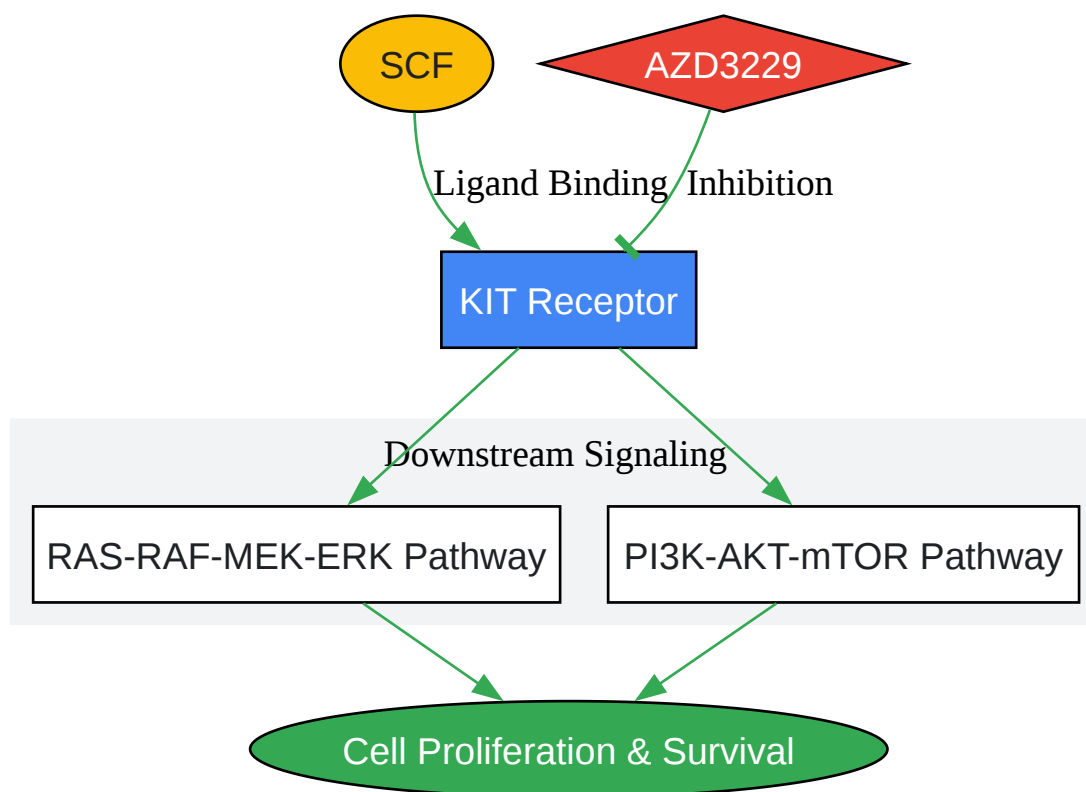 SCF
AZD3229
Ligand Binding
Inhibition
KIT Receptor
Downstream Signaling
RAS-RAF-MEK-ERK Pathway
PI3K-AKT-mTOR Pathway
Cell Proliferation & Survival